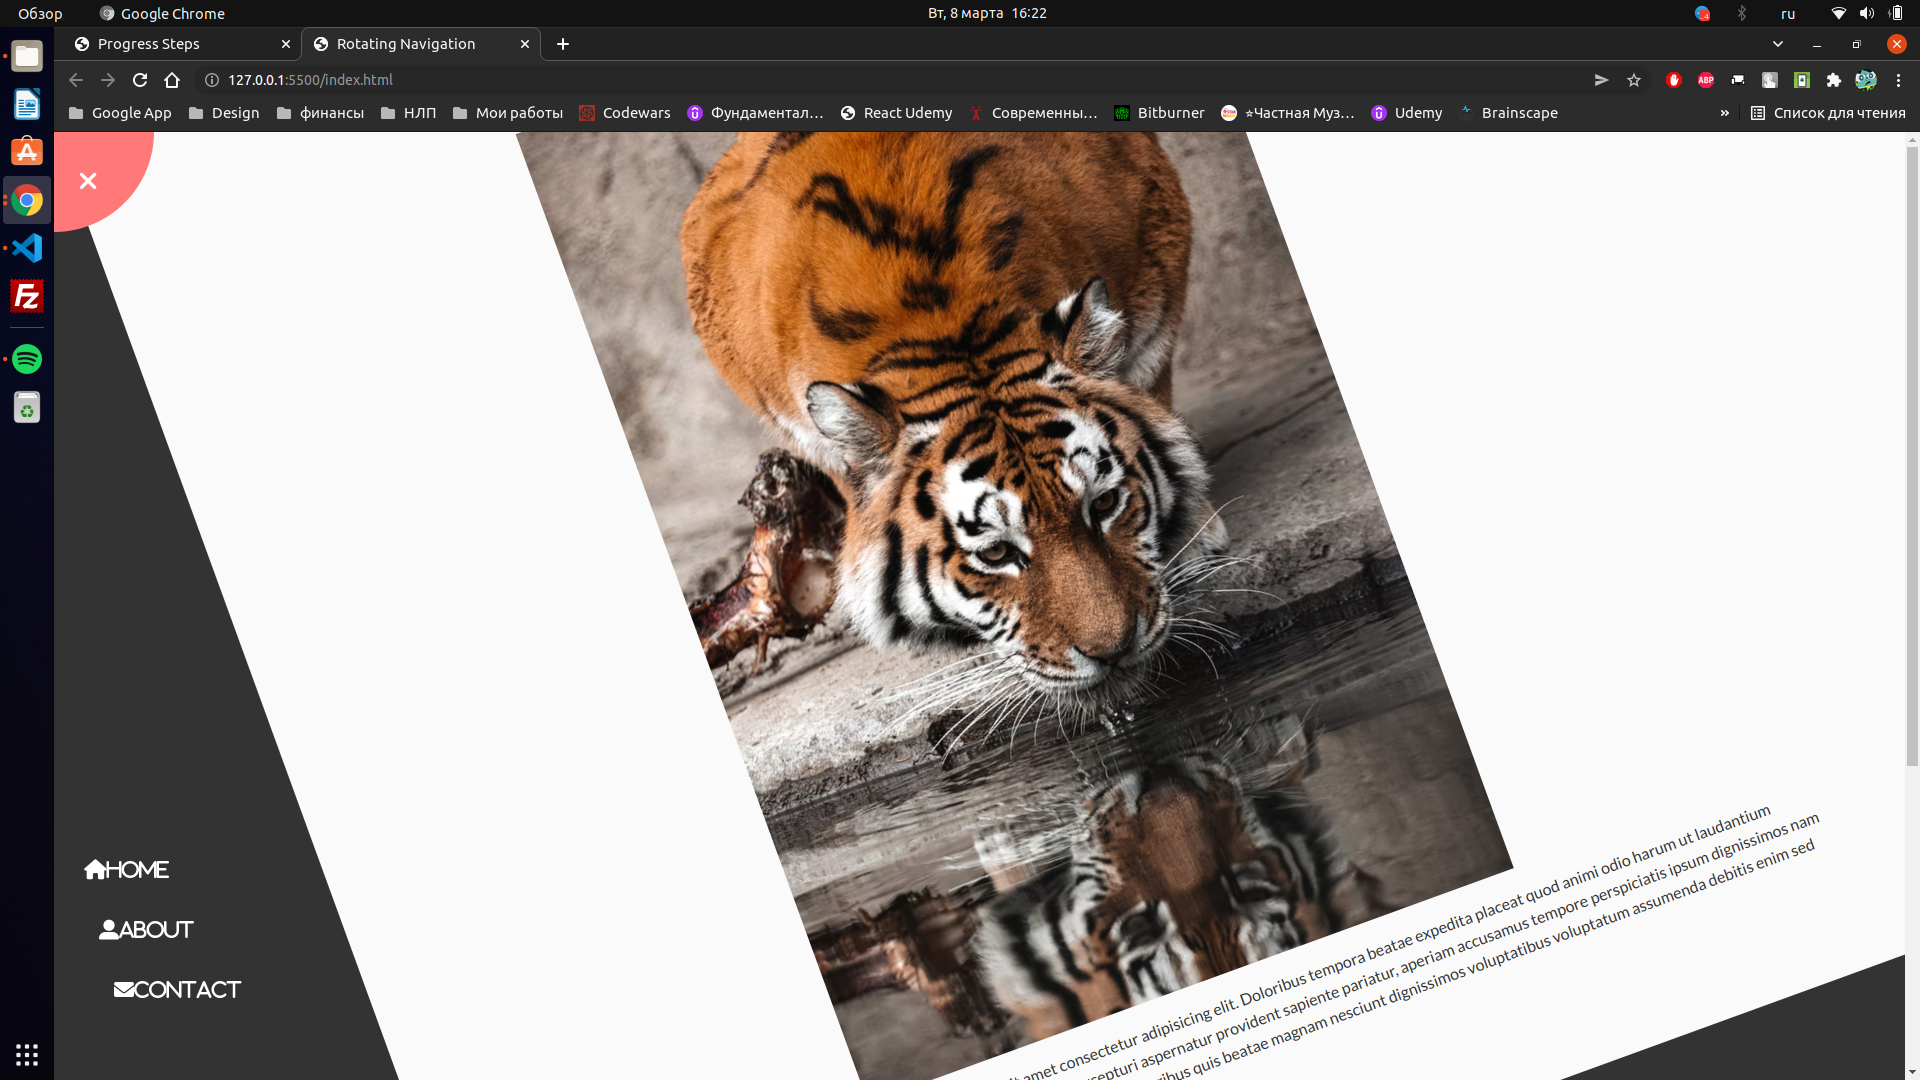 Обзор
Google Chrome
Вт, 8 марта 16:22
ru
Progress Steps
Rotating Navigation
127.0.0.1:5500/index.html
ABP
Google App
Design
финансы
НЛП
Мои работы
Codewars
Фундаментал...
React Udemy
Современны...
Bitburner
⭐Частная Муз...
Udemy
Brainscape
»
Список для чтения
HOME
ABOUT
CONTACT
amet consectetur adipisicing elit. Doloribus tempora beatae expedita placeat quod animi odio harum ut laudantium
cepturi aspernatur provident sapiente pariatur, aperiam accusamus tempore perspiciatis ipsum dignissimos nam
ibus quis beatae magnam nesciunt dignissimos voluptatibus voluptatum assumenda debitis enim sed